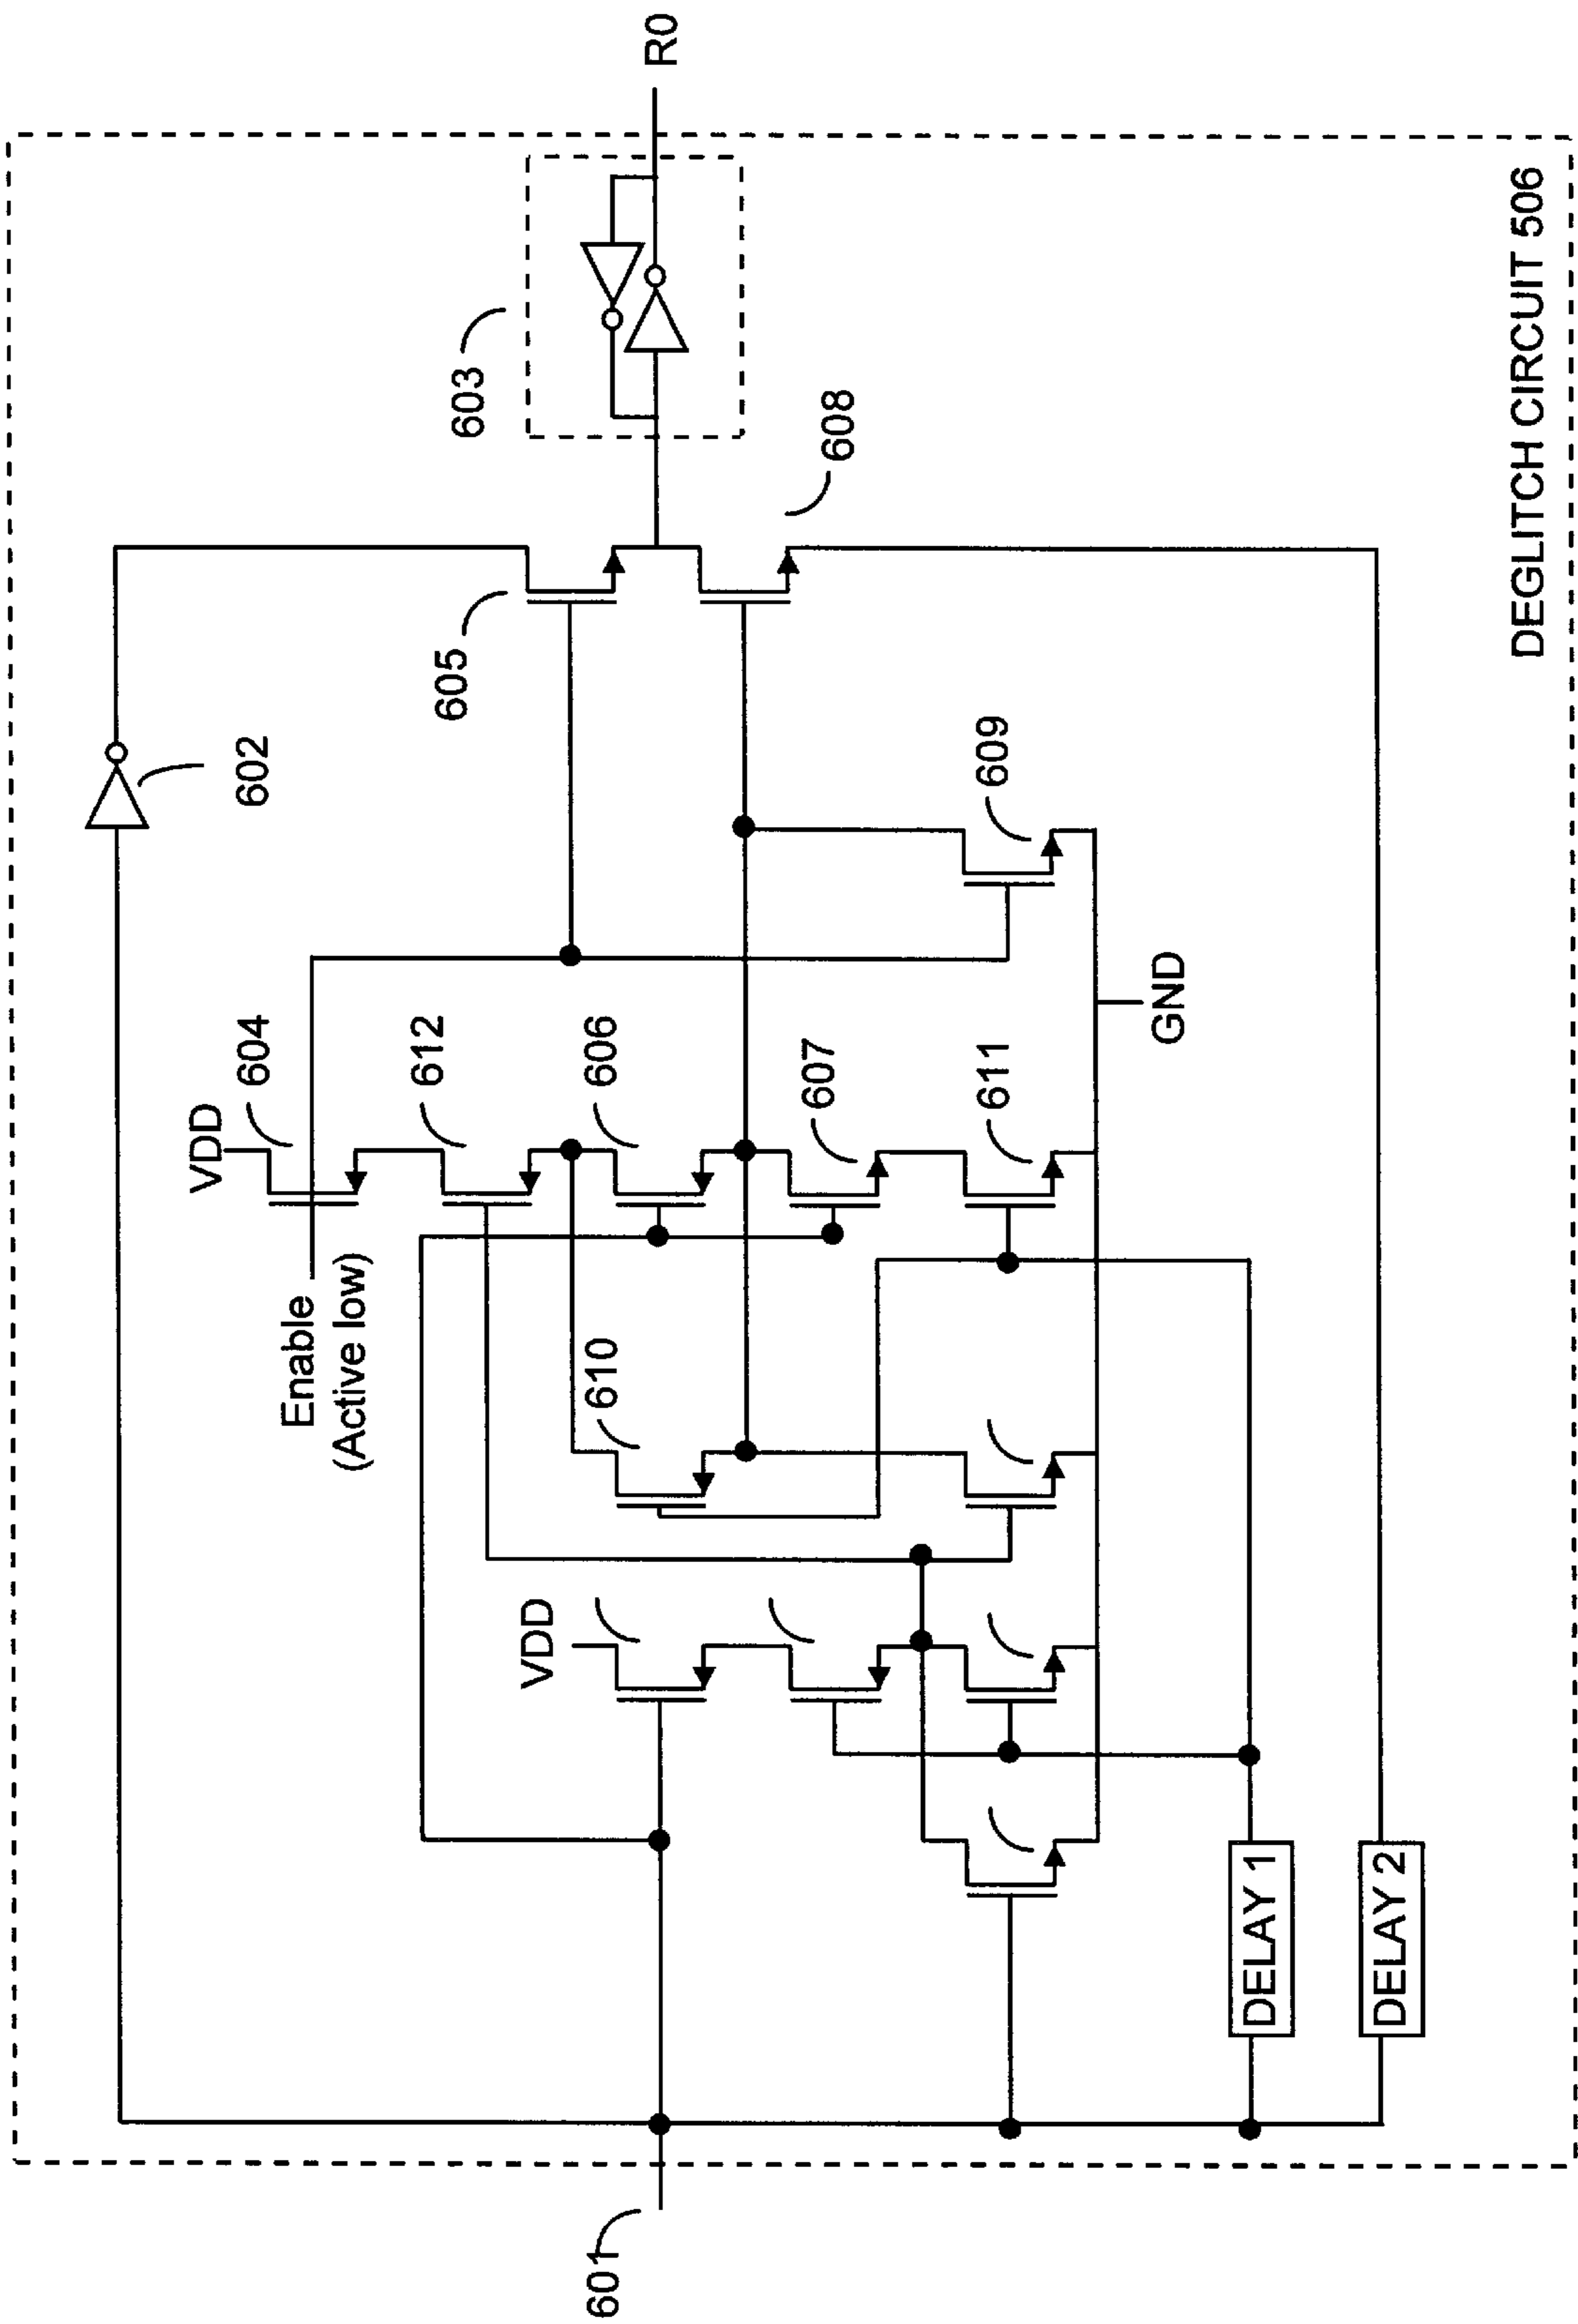 R0
603
608
602
605
609
VDD
604
612
606
607
611
GND
Enable
(Active low)
610
VDD
DELAY 1
DELAY 2
601
DEGLITCH CIRCUIT 506